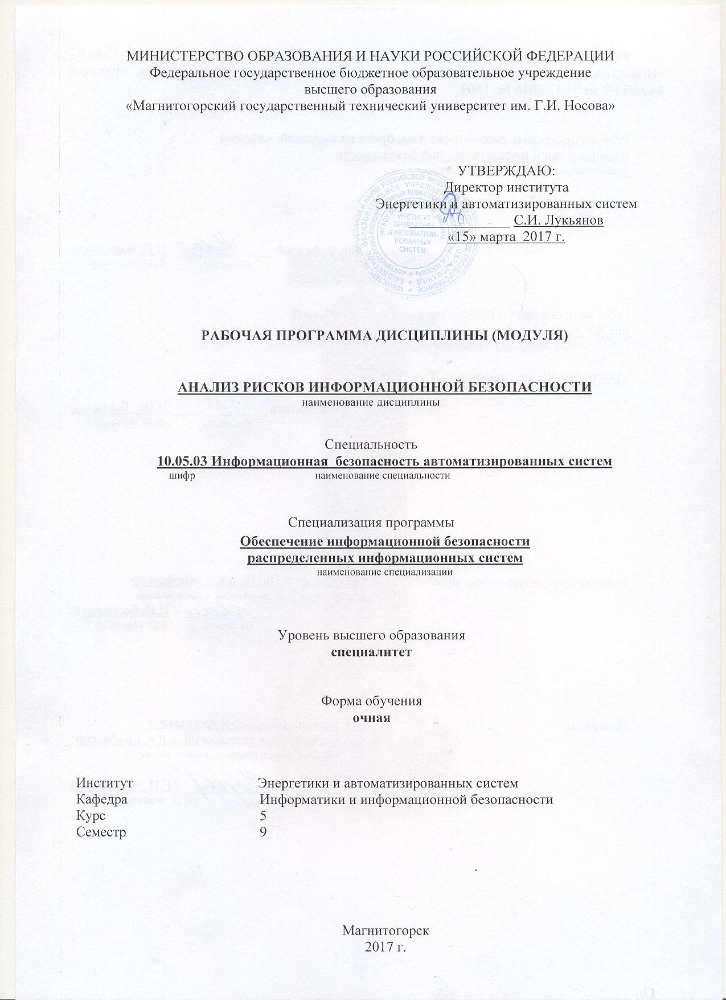 МИНИСТЕРСТВО ОБРАЗОВАНИЯ И НАУКИ РОССИЙСКОЙ ФЕДЕРАЦИИ
Федеральное государственное бюджетное образовательное учреждение
высшего образования
«Магнитогорский государственный технический университет им. Г.И. Носова»
УТВЕРЖДАЮ:
Директор института
Энергетики и автоматизированных систем
С.И. Лукьянов
«15» марта 2017 г.
ИНСТИТУТ
ЭНЕРГЕТИКИ
И АВТОМАТИЗИ-
РОВАННЫХ
СИСТЕМ
РАБОЧАЯ ПРОГРАММА ДИСЦИПЛИНЫ (МОДУЛЯ)
АНАЛИЗ РИСКОВ ИНФОРМАЦИОННОЙ БЕЗОПАСНОСТИ
наименование дисциплины
Специальность
10.05.03 Информационная безопасность автоматизированных систем
шифр наименование специальности
Специализация программы
Обеспечение информационной безопасности
распределенных информационных систем
наименование специализации
Уровень высшего образования
специалитет
Форма обучения
очная
Институт Энергетики и автоматизированных систем
Кафедра Информатики и информационной безопасности
Курс 5
Семестр 9
Магнитогорск
2017 г.